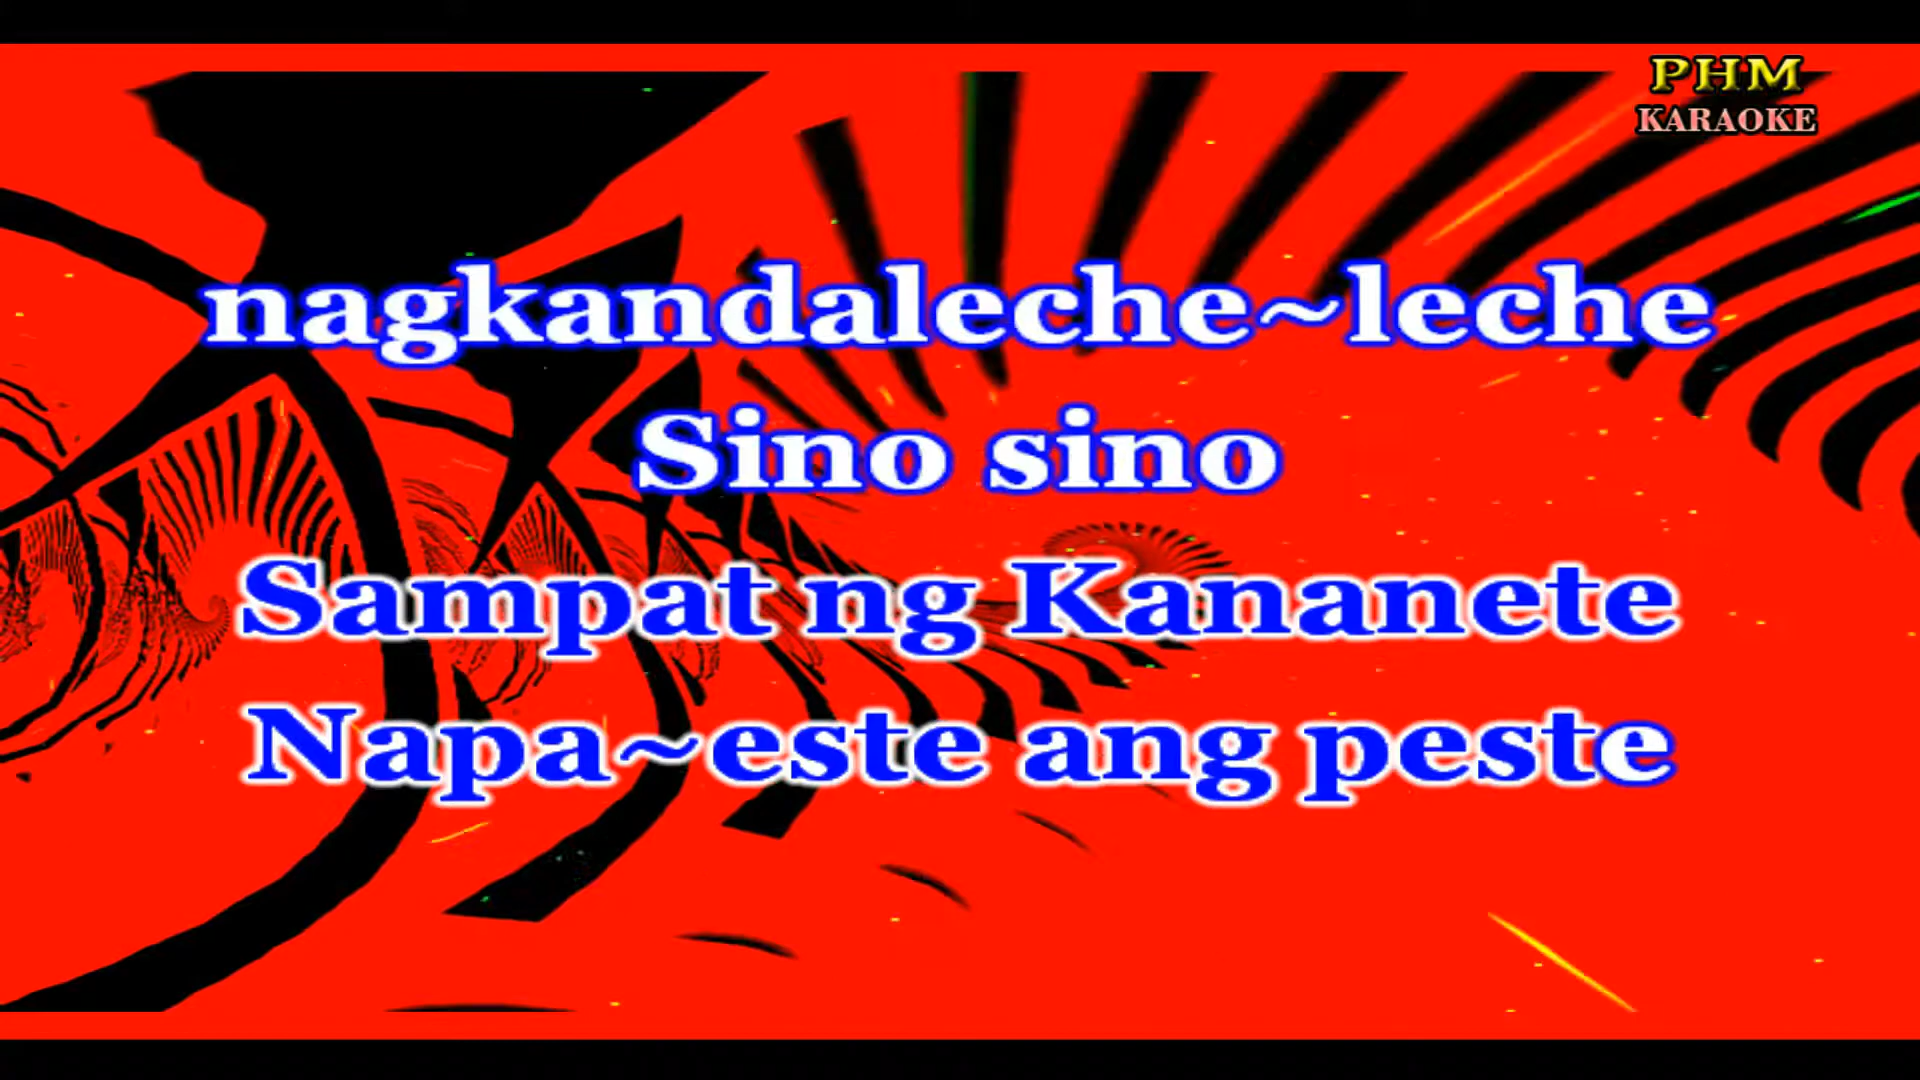 PHM
KARAOKE
nagkandaleche~leche
Sino sino
Sampat ng Kananete
Napa~este ang peste